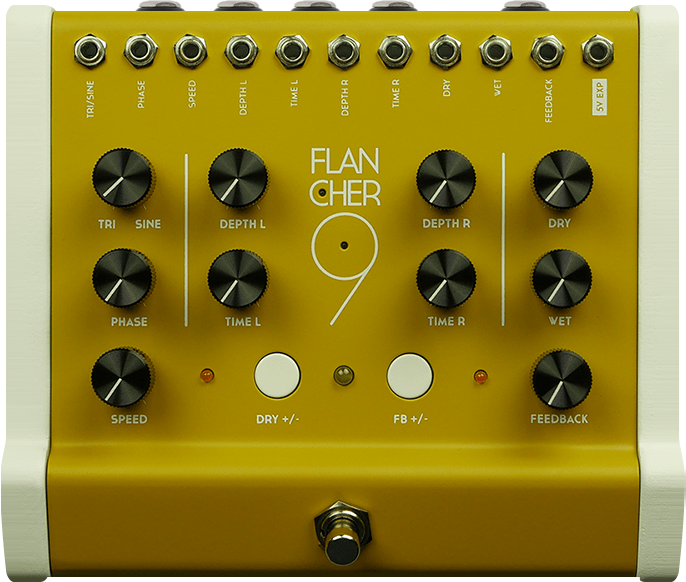 TRI/SINE
PHASE
SPEED
DEPTH L
TIME L
DEPTH R
TIME R
DRY
WET
FEEDBACK
5V EXP
FLAN
CHER
9
TRI SINE
DEPTH L
DEPTH R
DRY
PHASE
TIME L
TIME R
WET
SPEED
DRY +/-
FB +/-
FEEDBACK